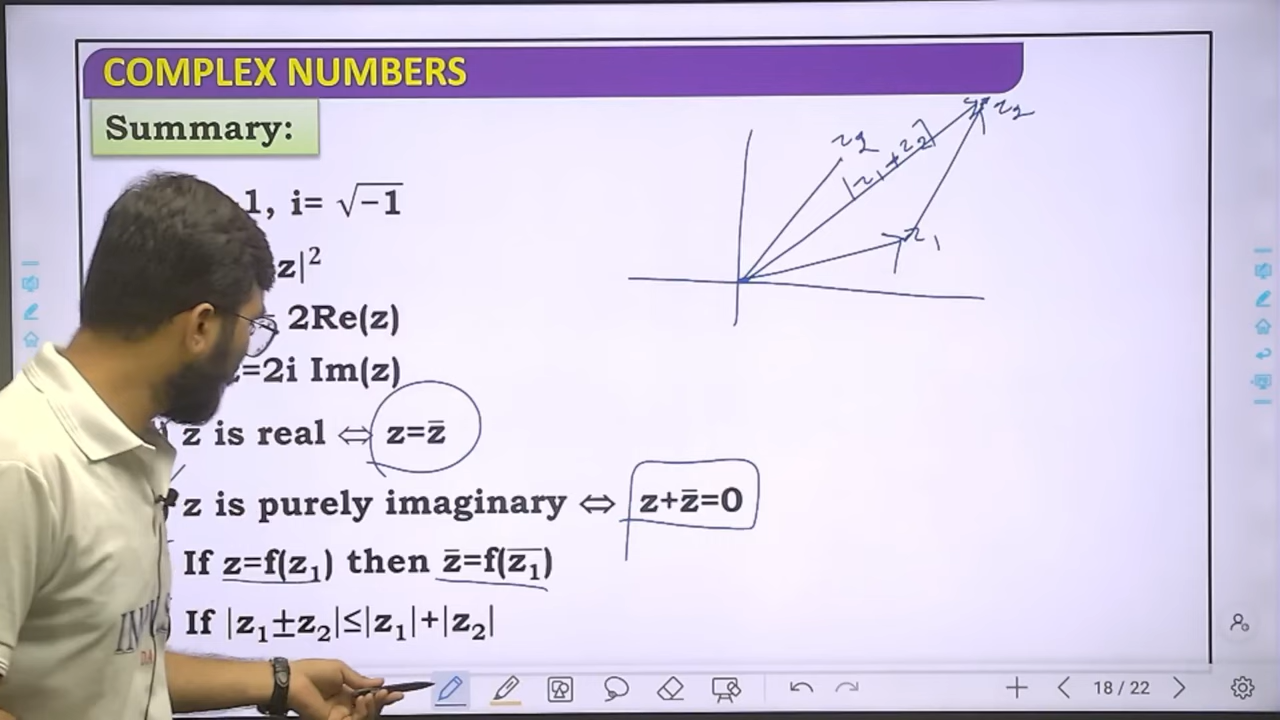 COMPLEX NUMBERS
Summary:
1, i= √−1
z|²
2Re(z)
=2i Im(z)
z is real ⇔ z=z̄
z is purely imaginary ⇔ z+z̄=0
If z=f(z₁) then z̄=f(z̄₁)
If |z₁±z₂|≤|z₁|+|z₂|
z₂
|z₁+z₂|
z₂
z₁
18 / 22